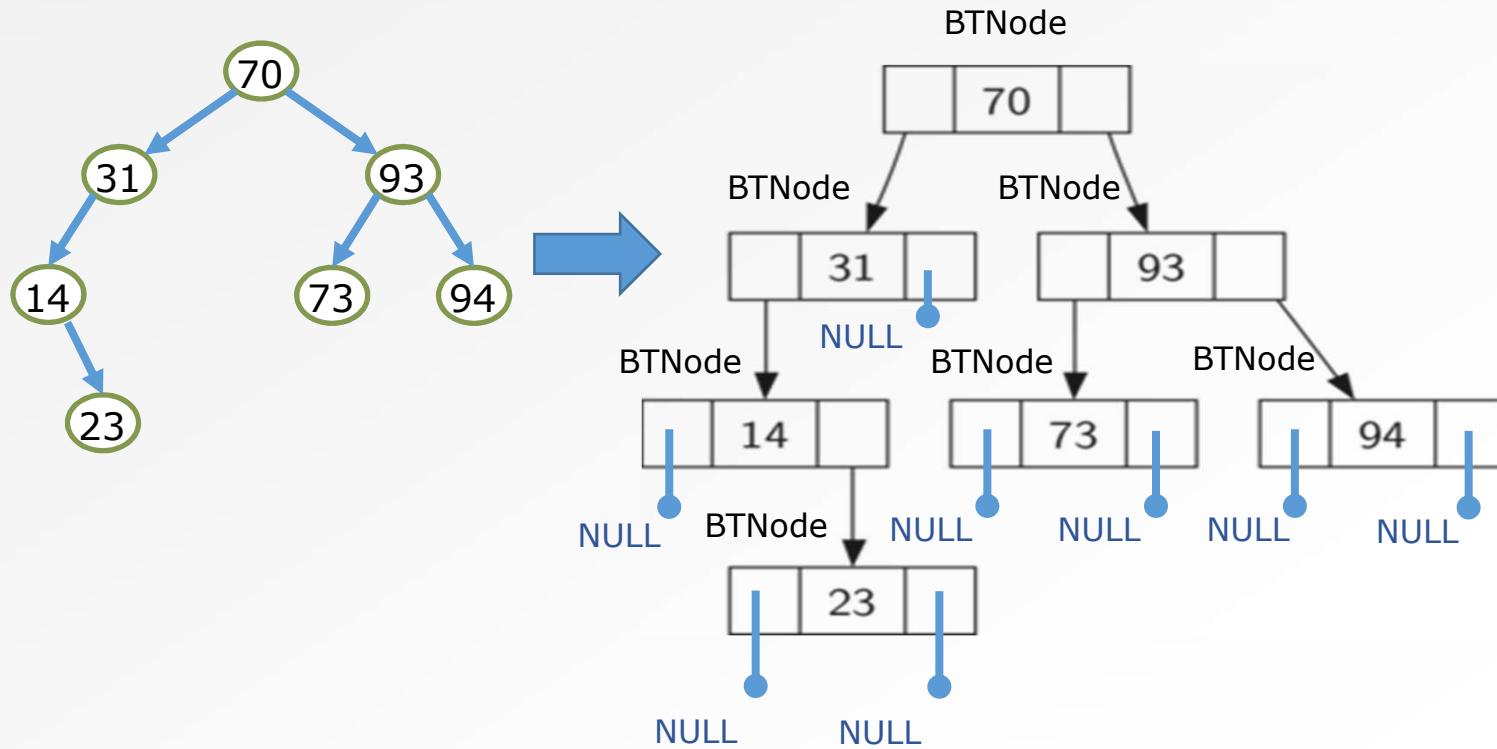 70
31
93
14
73
94
23
BTNode
70
BTNode
BTNode
31
93
NULL
BTNode
BTNode
BTNode
14
73
94
NULL
BTNode
NULL
NULL
NULL
NULL
23
NULL
NULL